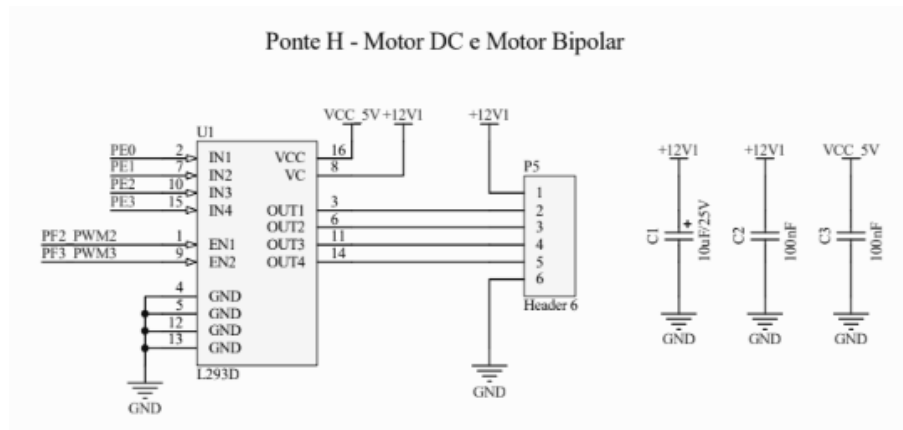 Ponte H - Motor DC e Motor Bipolar
VCC_5V +12V1
+12V1
U1
PE0 2 IN1 VCC 16
PE1 7 IN2 VC 8
PE2 10 IN3
PE3 15 IN4 OUT1 3
OUT2 6
PF2_PWM2 1 EN1 OUT3 11
PF3_PWM3 9 EN2 OUT4 14
4 GND
5 GND
12 GND
13 GND
L293D
GND
P5
1
2
3
4
5
6
Header 6
GND
+12V1
C1
+
10uF/25V
GND
+12V1
C2
100nF
GND
VCC_5V
C3
100nF
GND